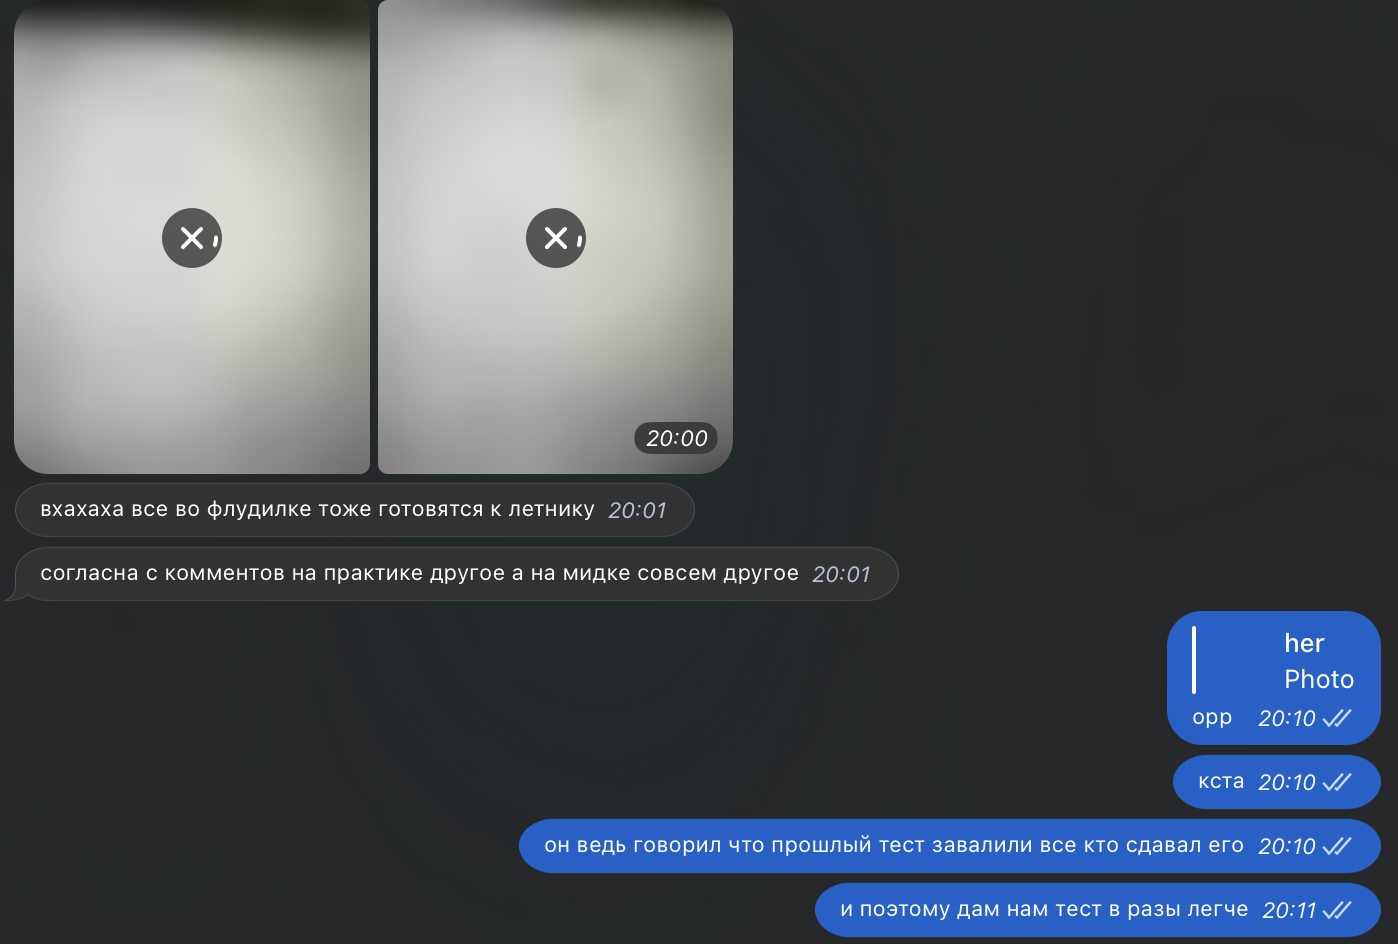 20:00
вхахаха все во флудилке тоже готовятся к летнику 20:01
согласна с комментов на практике другое а на мидке совсем другое 20:01
her
Photo
орр 20:10
кста 20:10
он ведь говорил что прошлый тест завалили все кто сдавал его 20:10
и поэтому дам нам тест в разы легче 20:11